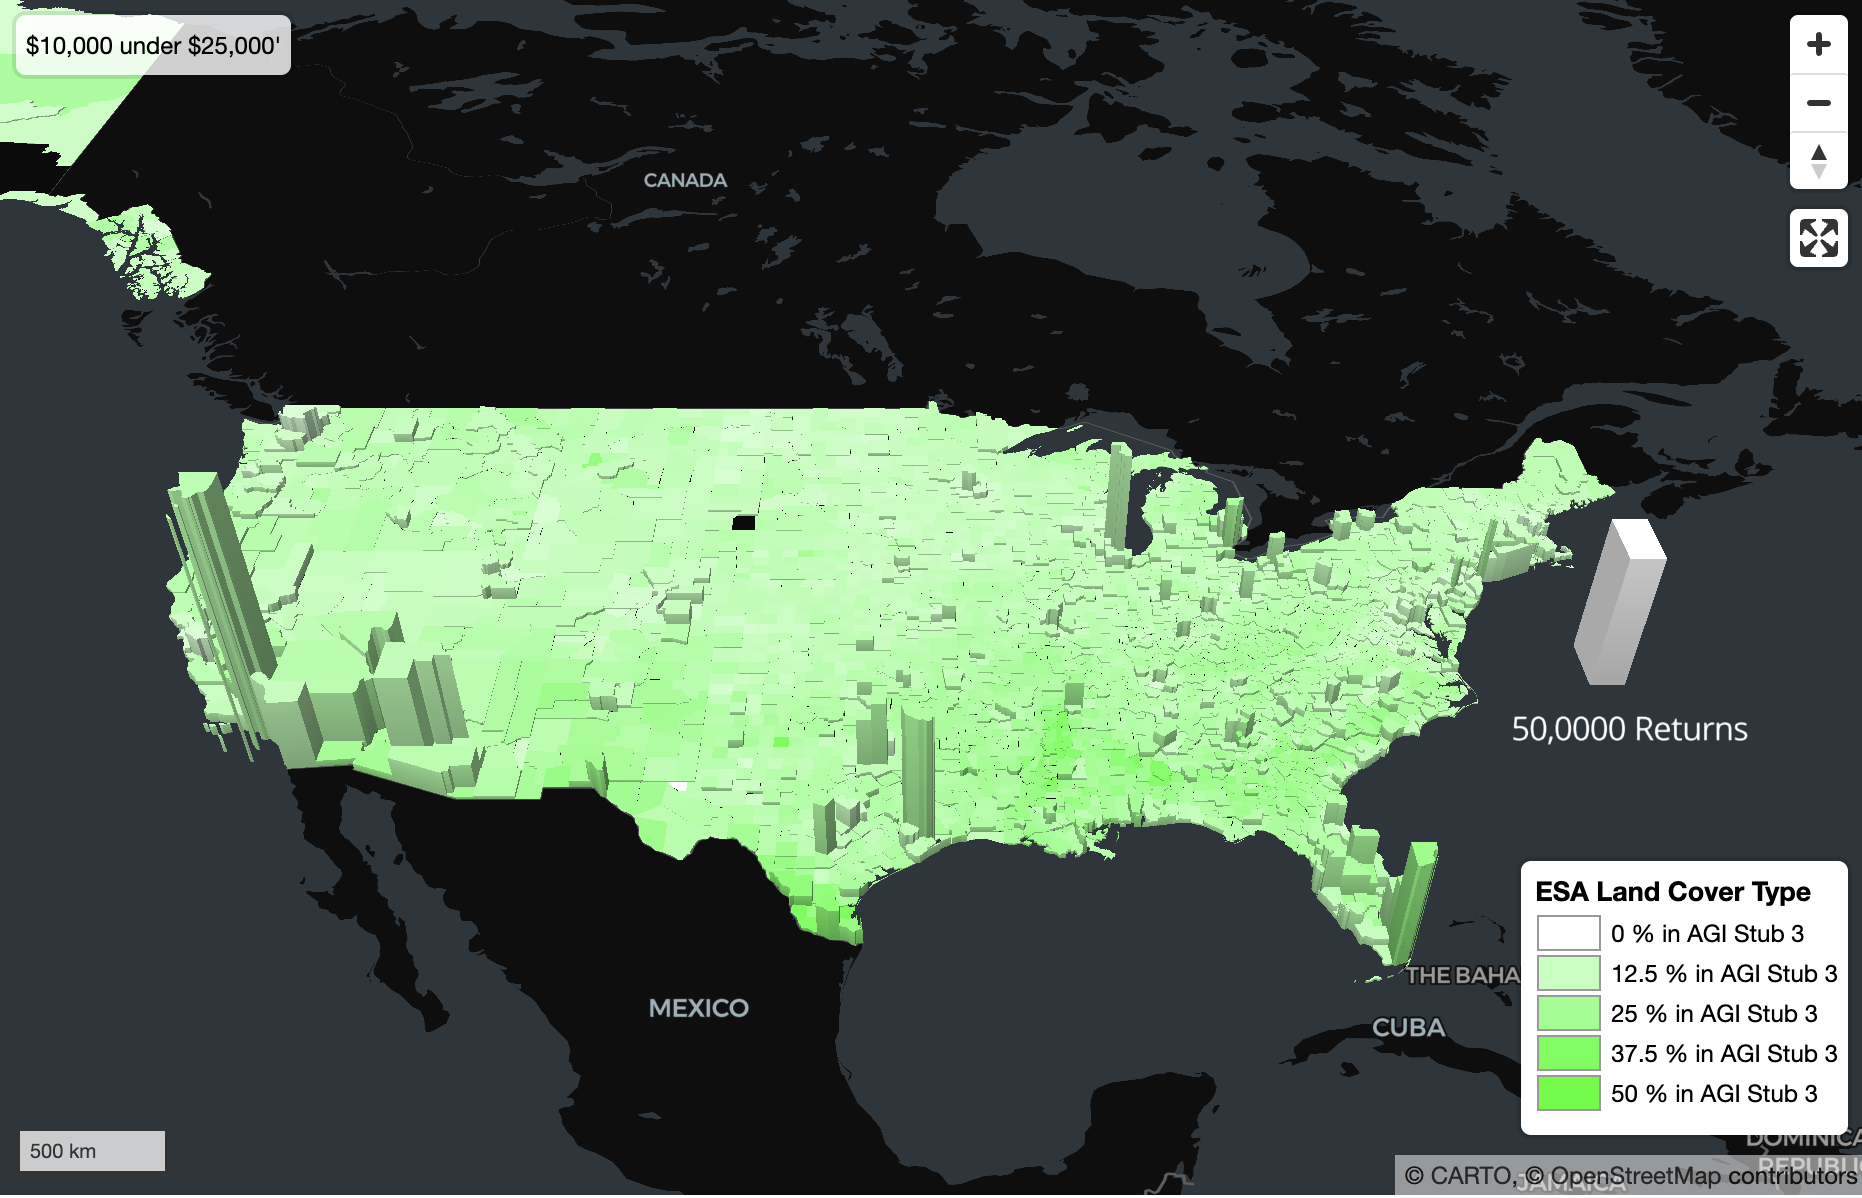 $10,000 under $25,000'
CANADA
50,0000 Returns
ESA Land Cover Type
0 % in AGI Stub 3
12.5 % in AGI Stub 3
25 % in AGI Stub 3
37.5 % in AGI Stub 3
50 % in AGI Stub 3
THE BAHA
MEXICO
CUBA
500 km
DOMINICA
REPUBLIC
© CARTO, © OpenStreetMap contributors
JAMAICA